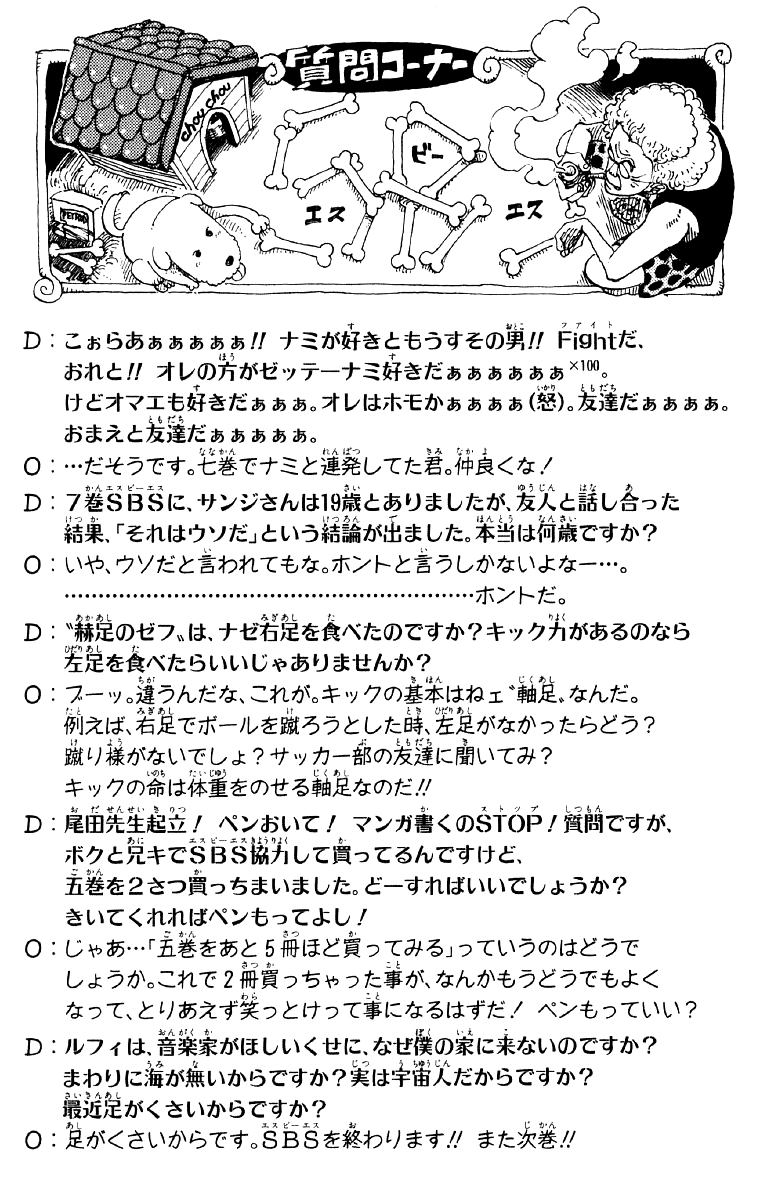 質問コーナー
chou chou
エス
ビー
エス
D：こぉらあぁぁぁぁぁ!! ナミが好きともうすその男!! Fightだ、
おれと!! オレの方がゼッテーナミ好きだぁぁぁぁぁぁ×100。
けどオマエも好きだぁぁぁ。オレはホモかぁぁぁぁ(怒)。友達だぁぁぁぁ。
おまえと友達だぁぁぁぁぁ。
O：…だそうです。七巻でナミと連発してた君。仲良くな!
D：７巻ＳＢＳに、サンジさんは19歳とありましたが、友人と話し合った
結果、「それはウソだ」という結論が出ました。本当は何歳ですか?
O：いや、ウソだと言われてもな。ホントと言うしかないよなー…。
……………………………………………………ホントだ。
D：〝赫足のゼフ〟は、ナゼ右足を食べたのですか?キック力があるのなら
左足を食べたらいいじゃありませんか?
O：ブーッ。違うんだな、これが。キックの基本はねェ〝軸足〟なんだ。
例えば、右足でボールを蹴ろうとした時、左足がなかったらどう?
蹴り様がないでしょ?サッカー部の友達に聞いてみ?
キックの命は体重をのせる軸足なのだ!!
D：尾田先生起立! ペンおいて! マンガ書くのSTOP!質問ですが、
ボクと兄キでＳＢＳ協力して買ってるんですけど、
五巻を２さつ買っちまいました。どーすればいいでしょうか?
きいてくれればペンもってよし!
O：じゃあ…「五巻をあと５冊ほど買ってみる」っていうのはどうで
しょうか。これで２冊買っちゃった事が、なんかもうどうでもよく
なって、とりあえず笑っとけって事になるはずだ! ペンもっていい?
D：ルフィは、音楽家がほしいくせに、なぜ僕の家に来ないのですか?
まわりに海が無いからですか?実は宇宙人だからですか?
最近足がくさいからですか?
O：足がくさいからです。ＳＢＳを終わります!! また次巻!!